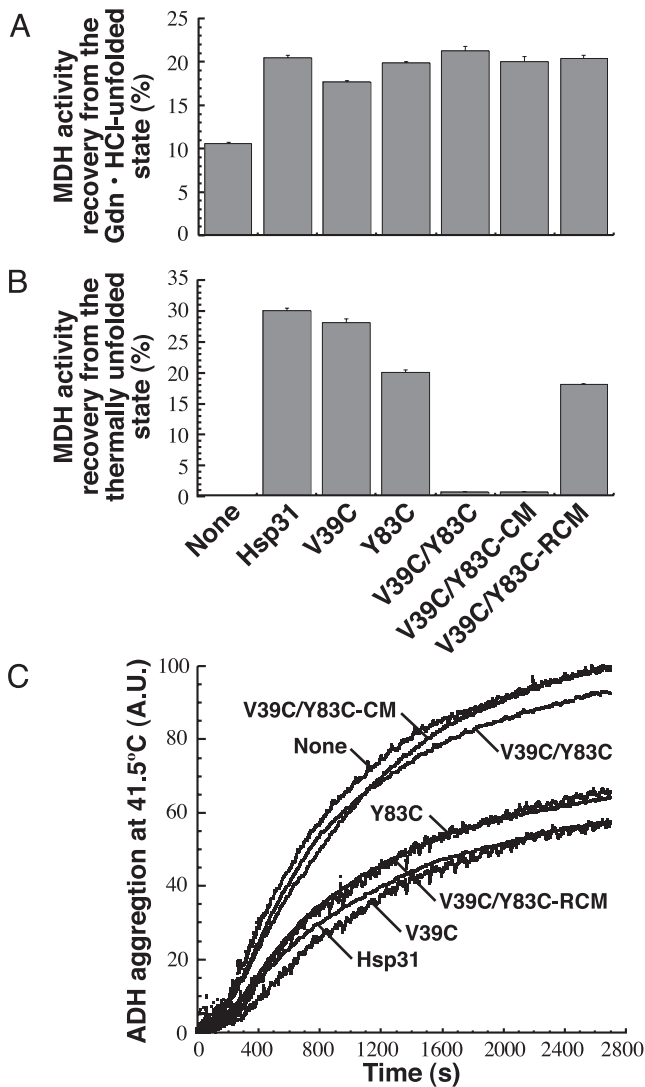 A
MDH activity
recovery from the
Gdn・HCl-unfolded
state (%)
25
20
15
10
5
0
B
MDH activity
recovery from the
thermally unfolded
state (%)
35
30
25
20
15
10
5
0
None
Hsp31
V39C
Y83C
V39C/Y83C
V39C/Y83C-CM
V39C/Y83C-RCM
C
ADH aggregtion at 41.5ºC (A.U.)
100
80
60
40
20
0
V39C/Y83C-CM
None
V39C/Y83C
Y83C
V39C/Y83C-RCM
V39C
Hsp31
0 400 800 1200 1600 2000 2400 2800
Time (s)